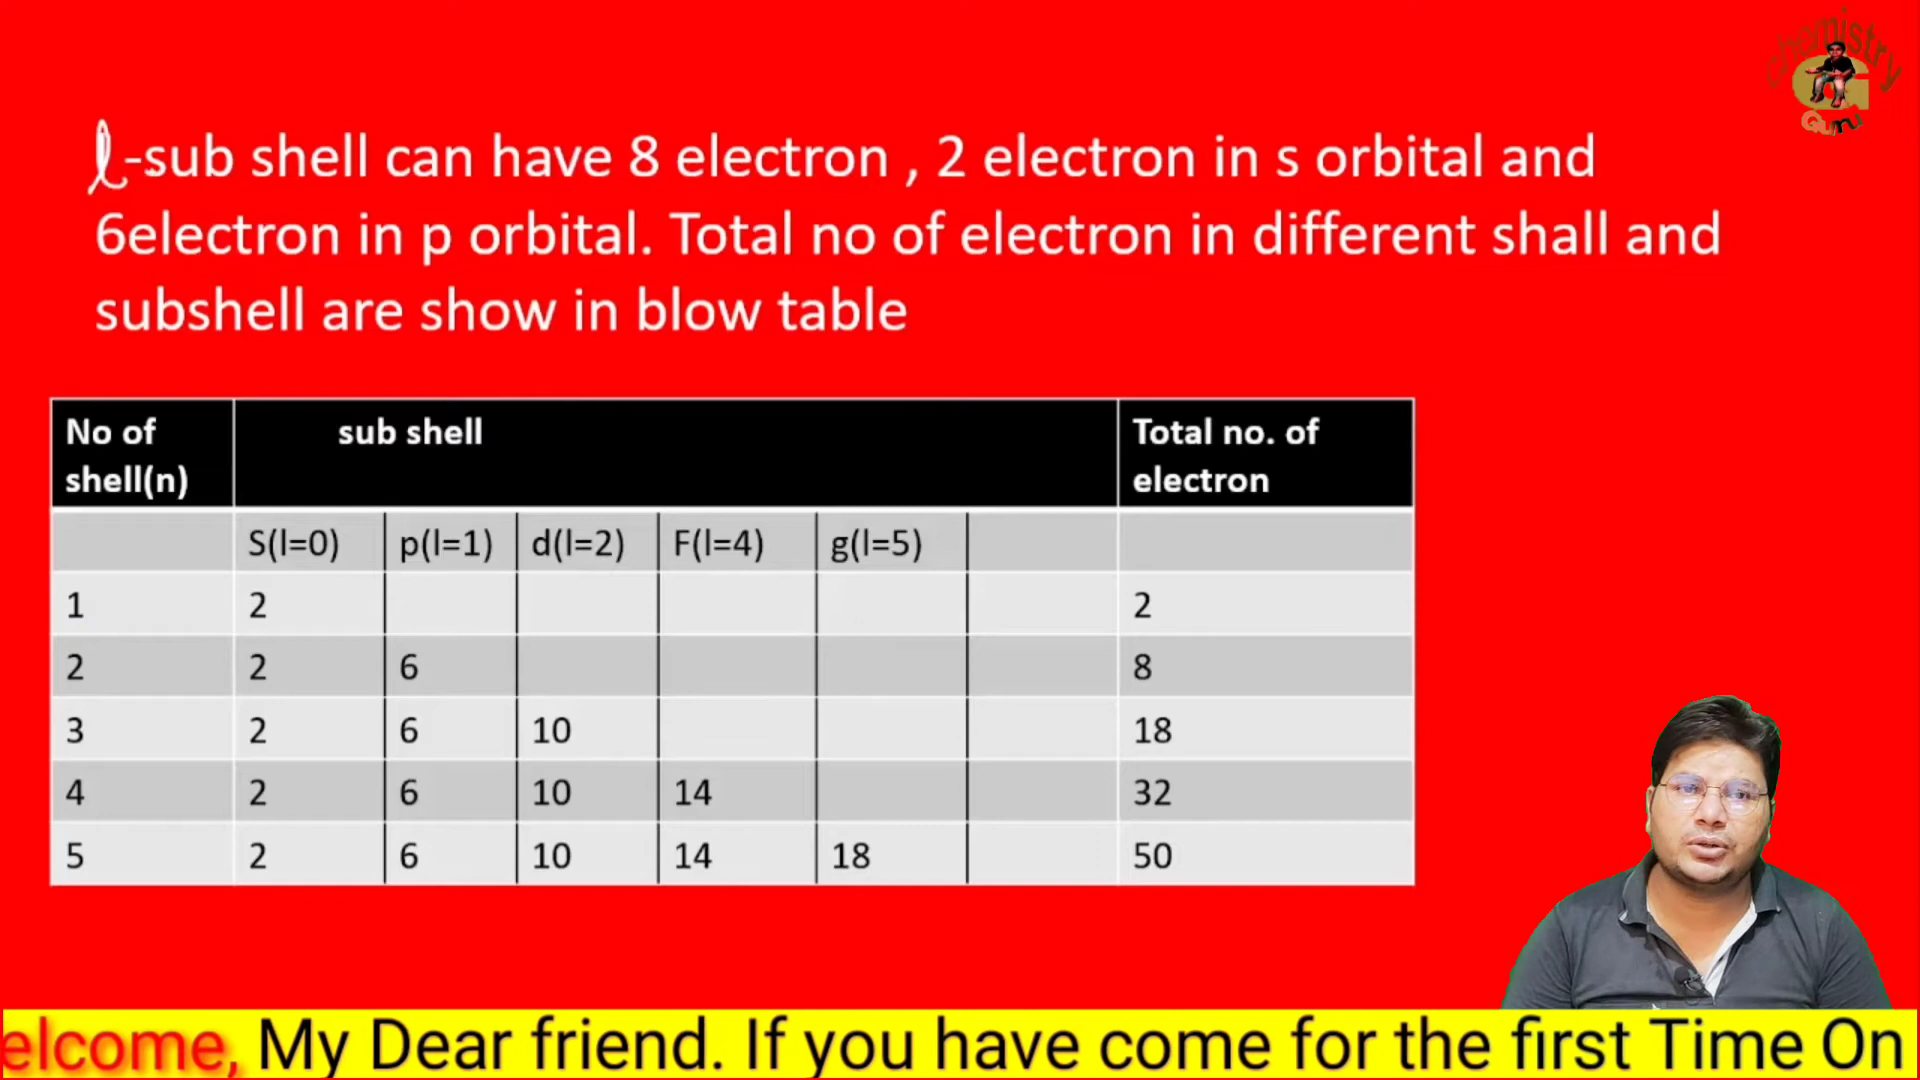 chemistry
G
Guru
ℓ-sub shell can have 8 electron , 2 electron in s orbital and
6electron in p orbital. Total no of electron in different shall and
subshell are show in blow table
No of shell(n) sub shell Total no. of electron
S(l=0) p(l=1) d(l=2) F(l=4) g(l=5)
1 2 2
2 2 6 8
3 2 6 10 18
4 2 6 10 14 32
5 2 6 10 14 18 50
elcome, My Dear friend. If you have come for the first Time On